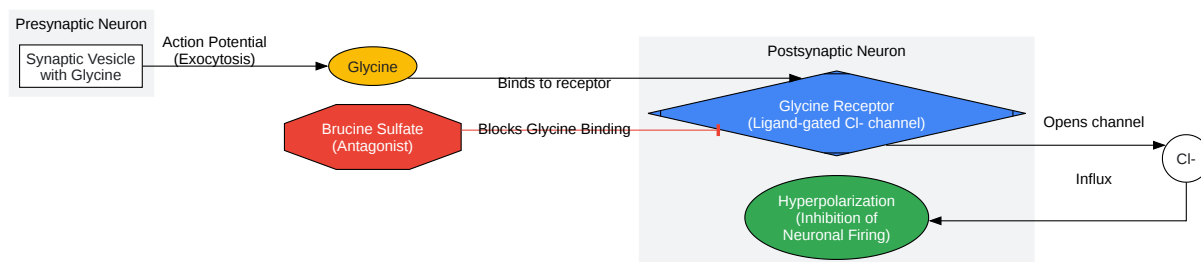 Presynaptic Neuron
Synaptic Vesicle
with Glycine
Action Potential
(Exocytosis)
Glycine
Binds to receptor
Brucine Sulfate
(Antagonist)
Blocks Glycine Binding
Postsynaptic Neuron
Glycine Receptor
(Ligand-gated Cl- channel)
Opens channel
Cl-
Influx
Hyperpolarization
(Inhibition of
Neuronal Firing)